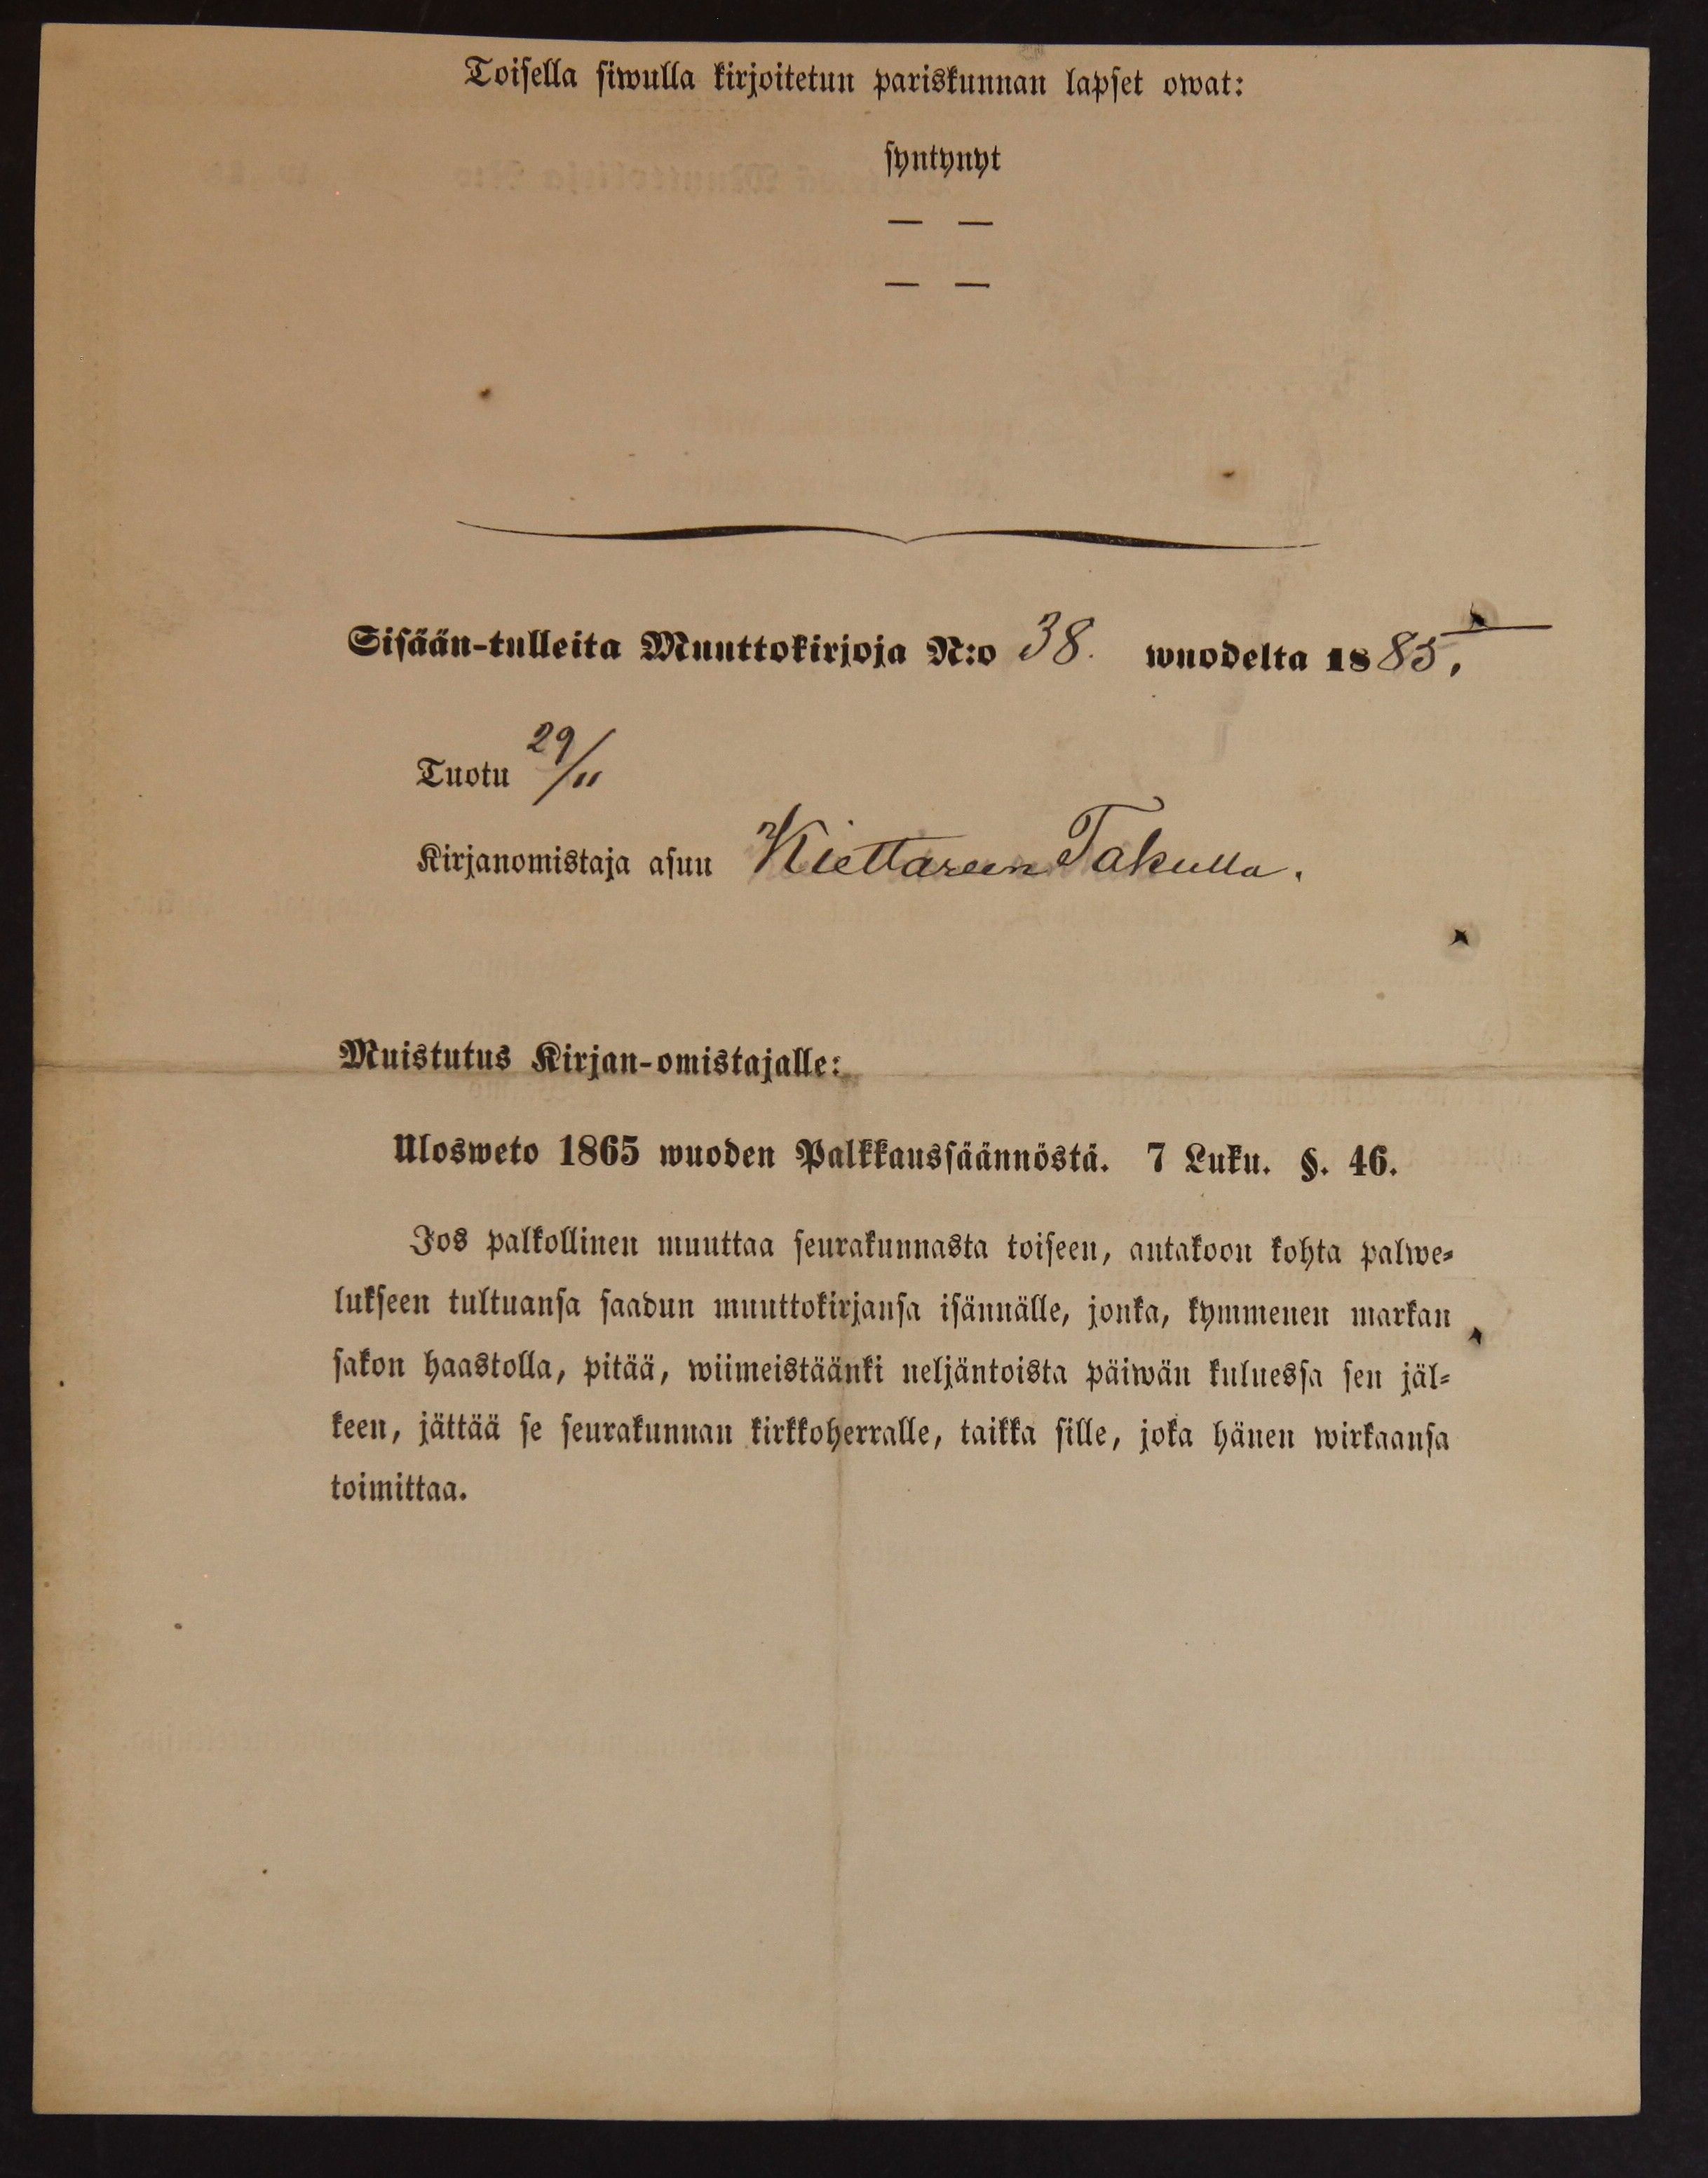 Toisella siwulla kirjoitetun pariskunnan lapset owat:
syntynyt
— —
— —
Sisään-tulleita Muuttokirjoja N:o 38. wuodelta 1885.
Tuotu 29/11
Kirjanomistaja asuu Kiettareen Takulla.
Muistutus Kirjan-omistajalle:
Ulosweto 1865 wuoden Palkkaussäännöstä. 7 Luku. §. 46.
Jos palkollinen muuttaa seurakunnasta toiseen, antakoon kohta palwe-
lukseen tultuansa saadun muuttokirjansa isännälle, jonka, kymmenen markan
sakon haastolla, pitää, wiimeistäänki neljäntoista päiwän kuluessa sen jäl-
keen, jättää se seurakunnan kirkkoherralle, taikka sille, joka hänen wirkaansa
toimittaa.